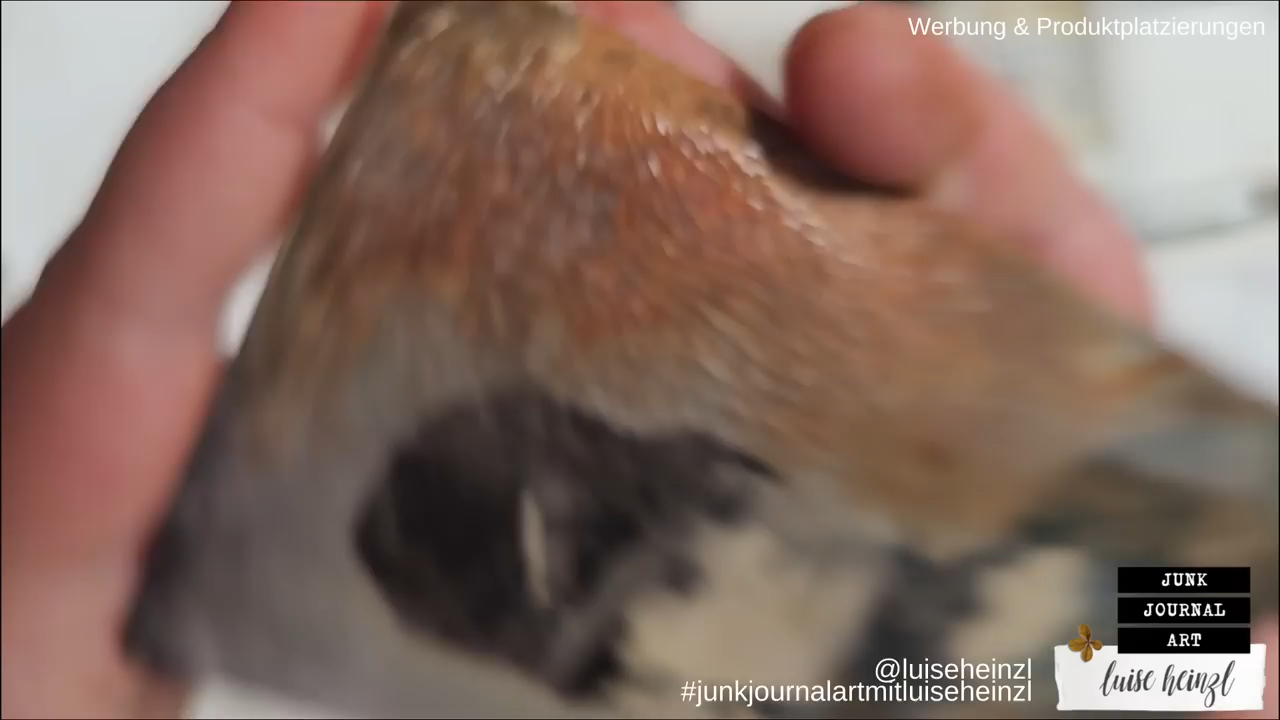 Werbung & Produktplatzierungen
JUNK
JOURNAL
ART
@luiseheinzl
#junkjournalartmitluiseheinzl
luise heinzl